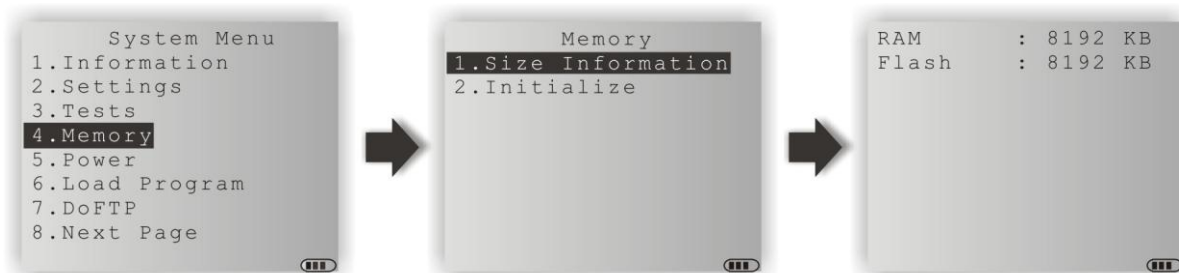 System Menu
1.Information
2.Settings
3.Tests
4.Memory
5.Power
6.Load Program
7.DoFTP
8.Next Page
Memory
1.Size Information
2.Initialize
RAM : 8192 KB
Flash : 8192 KB